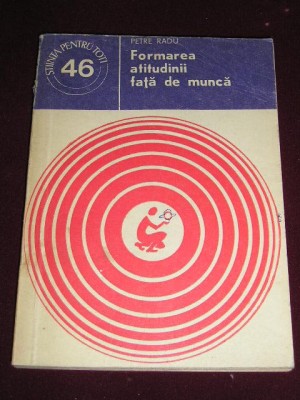 ȘTIINȚA PENTRU TOȚI
46
PETRE RADU
Formarea
atitudinii
față de muncă